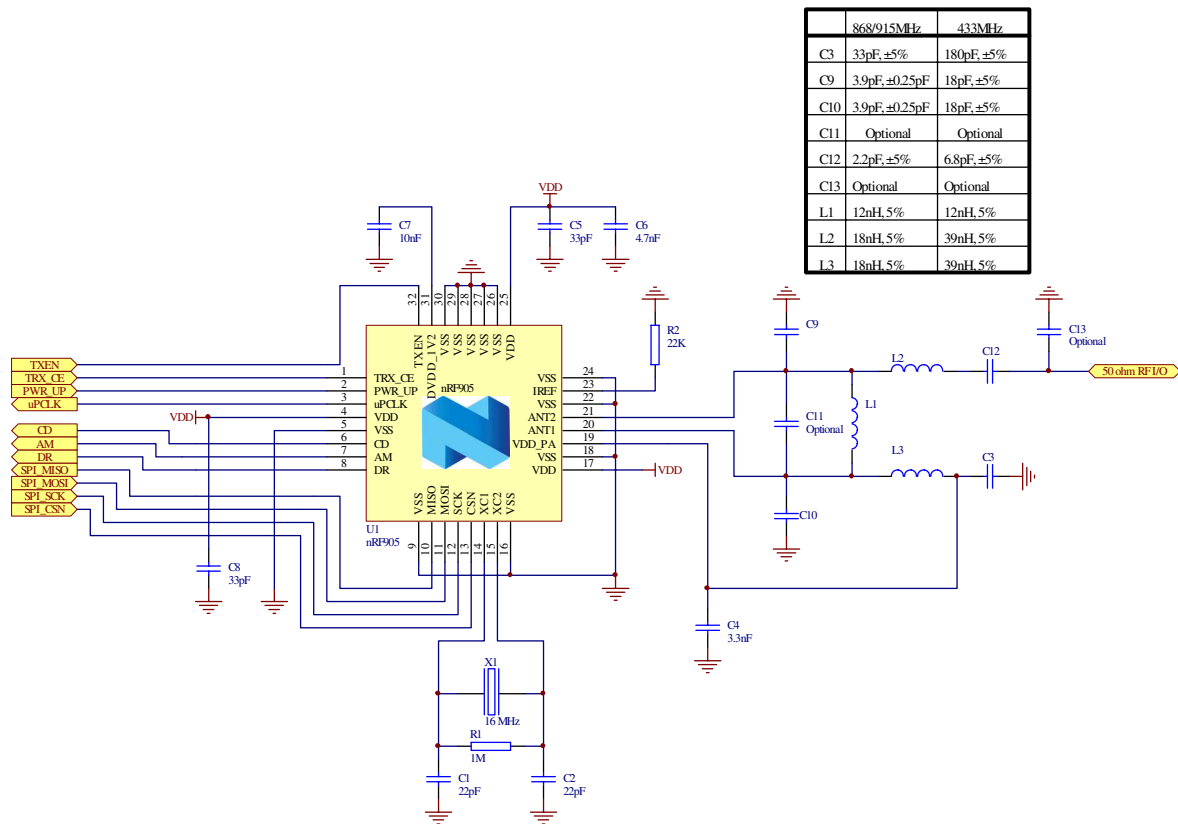 868/915MHz 433MHz
C3 33pF, ±5% 180pF, ±5%
C9 3.9pF, ±0.25pF 18pF, ±5%
C10 3.9pF, ±0.25pF 18pF, ±5%
C11 Optional Optional
C12 2.2pF, ±5% 6.8pF, ±5%
C13 Optional Optional
L1 12nH, 5% 12nH, 5%
L2 18nH, 5% 39nH, 5%
L3 18nH, 5% 39nH, 5%
VDD
C7
10nF
C5
33pF
C6
4.7nF
32 31 30 29 28 27 26 25
TXEN DVDD_1V2 VSS VSS VSS VSS VSS VDD
R2
22K
C9
C13
Optional
L2
C12
50 ohm RF I/O
L1
C11
Optional
L3
C3
C10
TXEN
TRX_CE
PWR_UP
uPCLK
CD
AM
DR
SPI_MISO
SPI_MOSI
SPI_SCK
SPI_CSN
VDD
1 TRX_CE
2 PWR_UP
3 uPCLK
4 VDD
5 VSS
6 CD
7 AM
8 DR
nRF905
VSS 24
IREF 23
VSS 22
ANT2 21
ANT1 20
VDD_PA 19
VSS 18
VDD 17
VDD
VSS MISO MOSI SCK CSN XC1 XC2 VSS
9 10 11 12 13 14 15 16
U1
nRF905
C8
33pF
C4
3.3nF
X1
16 MHz
R1
1M
C1
22pF
C2
22pF